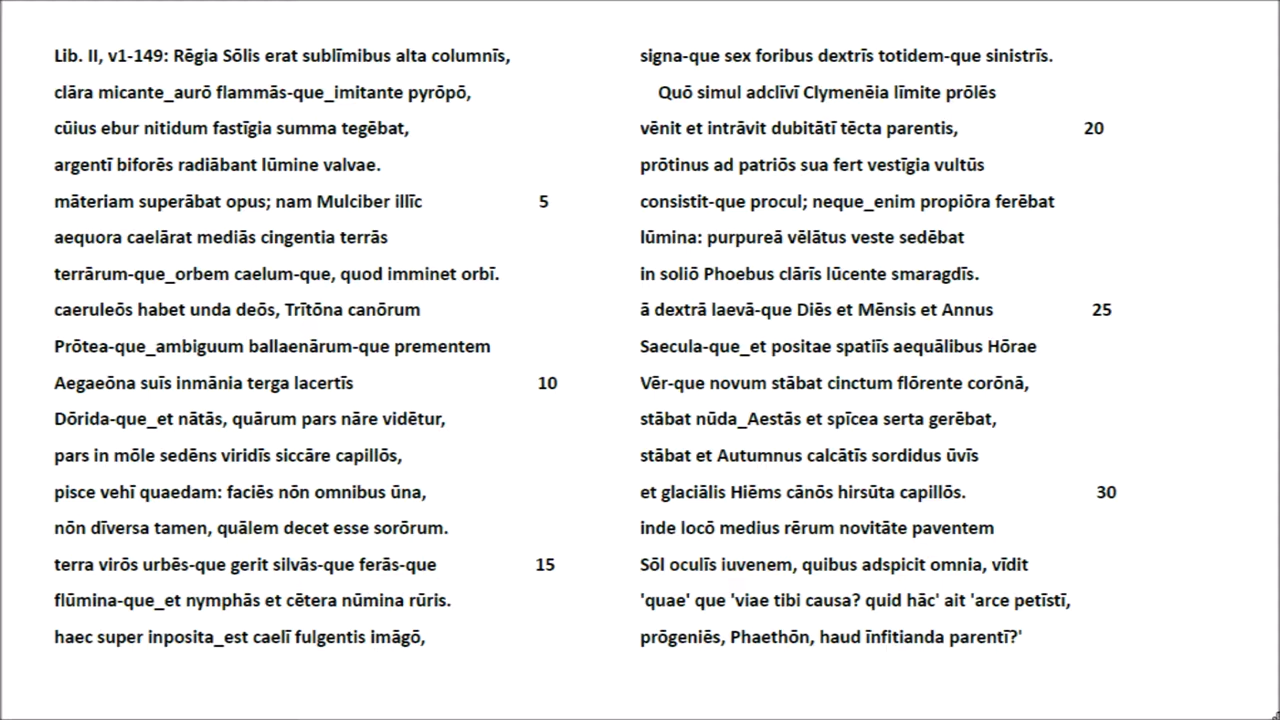 Lib. II, v1-149: Rēgia Sōlis erat sublīmibus alta columnīs,
clāra micante_aurō flammās-que_imitante pyrōpō,
cūius ebur nitidum fastīgia summa tegēbat,
argentī biforēs radiābant lūmine valvae.
māteriam superābat opus; nam Mulciber illīc 5
aequora caelārat mediās cingentia terrās
terrārum-que_orbem caelum-que, quod imminet orbī.
caeruleōs habet unda deōs, Trītōna canōrum
Prōtea-que_ambiguum ballaenārum-que prementem
Aegaeōna suīs inmānia terga lacertīs 10
Dōrida-que_et nātās, quārum pars nāre vidētur,
pars in mōle sedēns viridīs siccāre capillōs,
pisce vehī quaedam: faciēs nōn omnibus ūna,
nōn dīversa tamen, quālem decet esse sorōrum.
terra virōs urbēs-que gerit silvās-que ferās-que 15
flūmina-que_et nymphās et cētera nūmina rūris.
haec super inposita_est caelī fulgentis imāgō,
signa-que sex foribus dextrīs totidem-que sinistrīs.
Quō simul adclīvī Clymenēia līmite prōlēs
vēnit et intrāvit dubitātī tēcta parentis, 20
prōtinus ad patriōs sua fert vestīgia vultūs
consistit-que procul; neque_enim propiōra ferēbat
lūmina: purpureā vēlātus veste sedēbat
in soliō Phoebus clārīs lūcente smaragdīs.
ā dextrā laevā-que Diēs et Mēnsis et Annus 25
Saecula-que_et positae spatiīs aequālibus Hōrae
Vēr-que novum stābat cinctum flōrente corōnā,
stābat nūda_Aestās et spīcea serta gerēbat,
stābat et Autumnus calcātīs sordidus ūvīs
et glaciālis Hiēms cānōs hirsūta capillōs. 30
inde locō medius rērum novitāte paventem
Sōl oculīs iuvenem, quibus adspicit omnia, vīdit
'quae' que 'viae tibi causa? quid hāc' ait 'arce petīstī,
prōgeniēs, Phaethōn, haud īnfitianda parentī?'